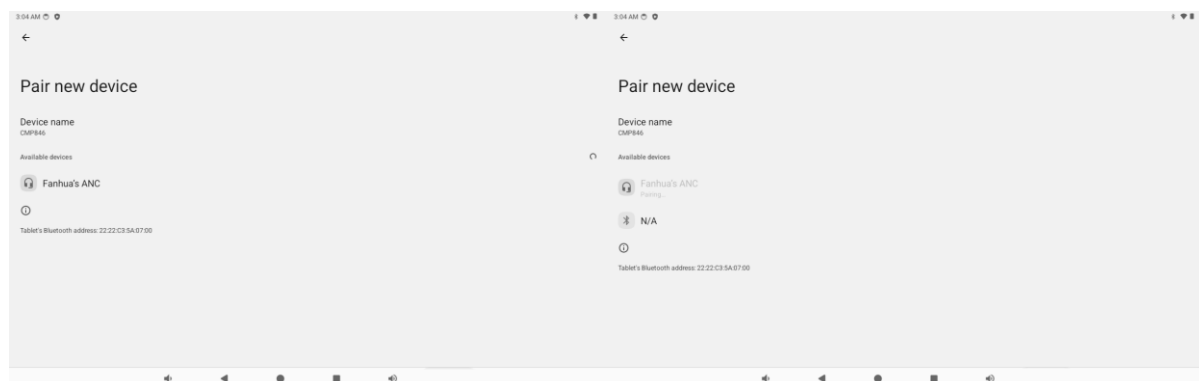 3:04 AM
Pair new device
Device name
CMP846
Available devices
Fanhua's ANC
Tablet's Bluetooth address: 22:22:C3:5A:07:00
3:04 AM
Pair new device
Device name
CMP846
Available devices
Fanhua's ANC
Pairing...
N/A
Tablet's Bluetooth address: 22:22:C3:5A:07:00